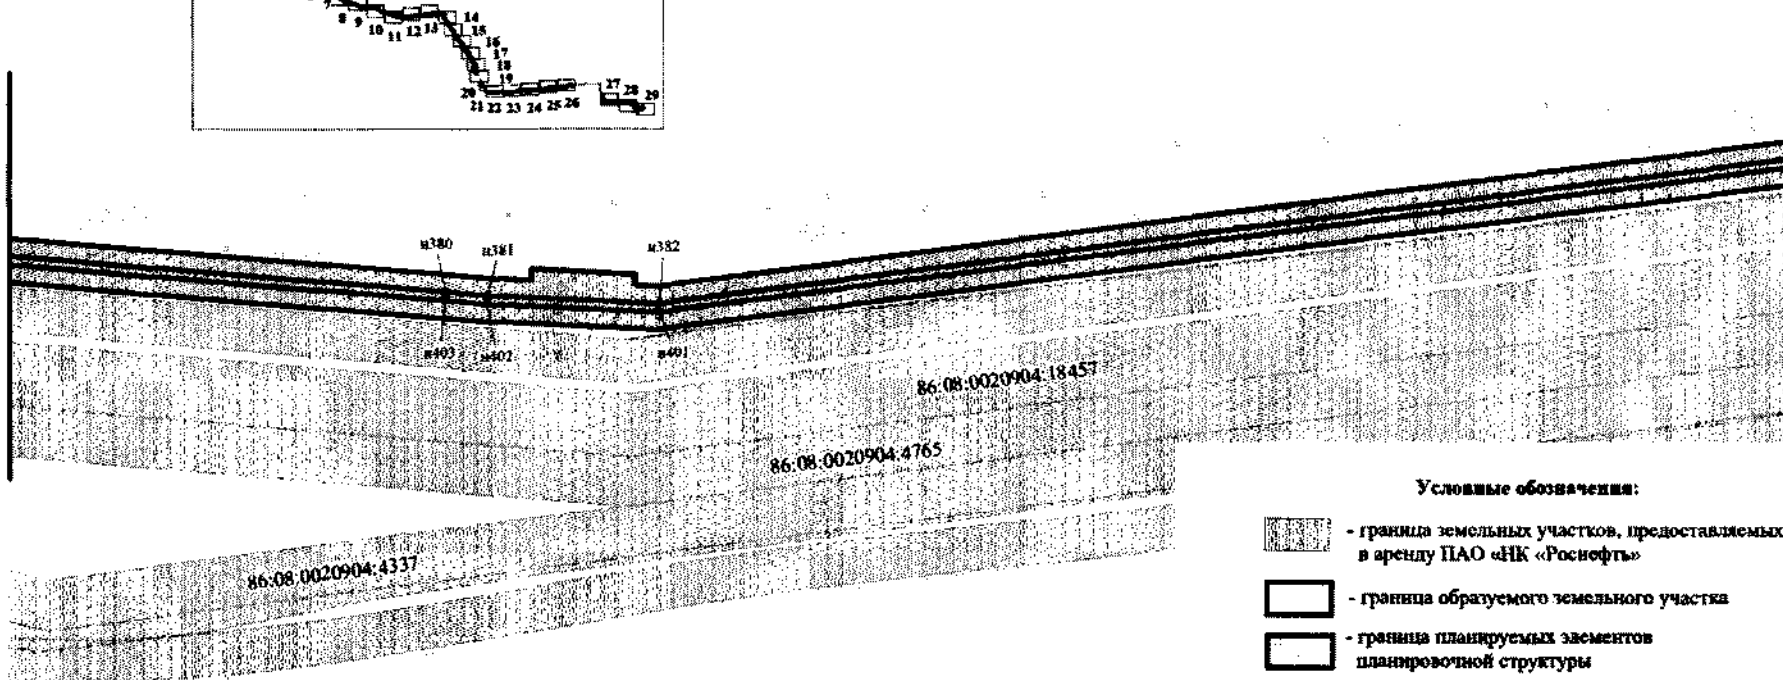 7 8 9 10 11 12 13 14
15
16
17
18
19
20
21 22 23 24 25 26 27 28 29
н380 н381 н382
н403 н402 н401
86:08:0020904:18457
86:08:0020904:4765
86:08:0020904:4337
Условные обозначения:
- граница земельных участков, предоставляемых
в аренду ПАО «НК «Роснефть»
- граница образуемого земельного участка
- граница планируемых элементов
планировочной структуры